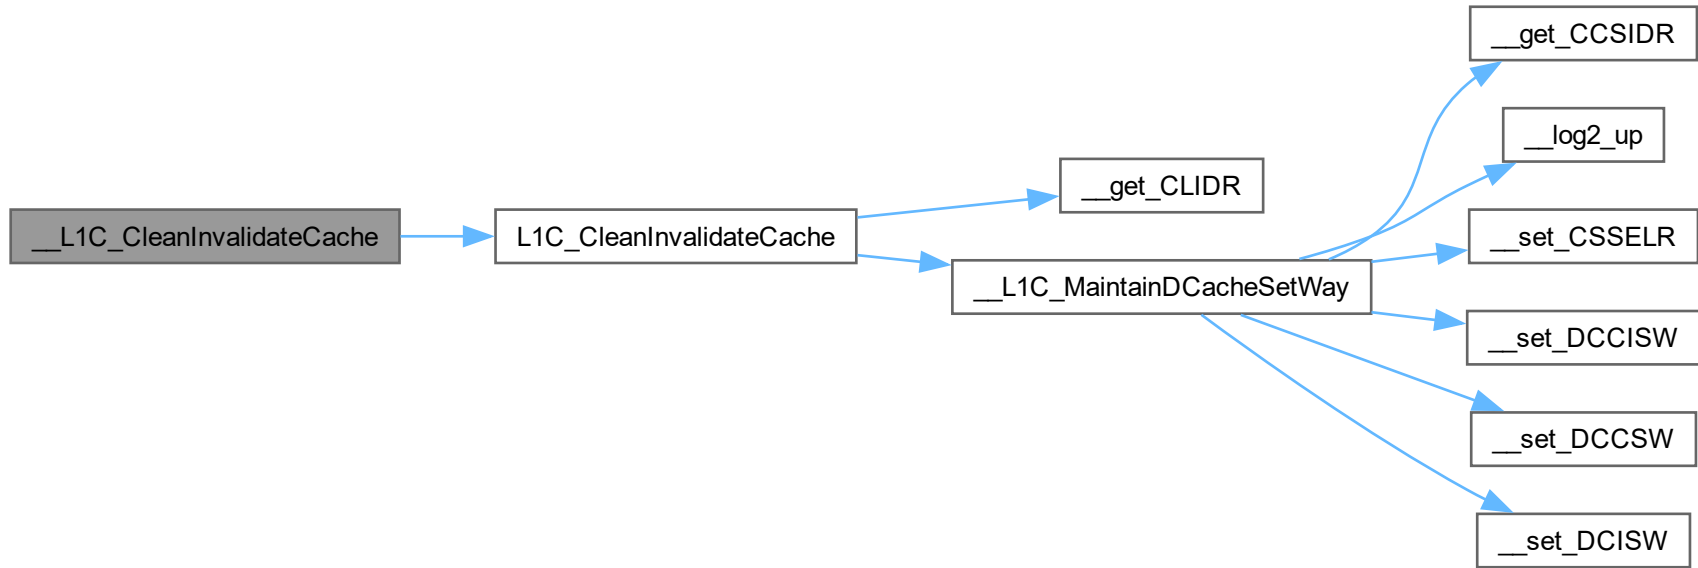 __get_CCSIDR
__log2_up
__get_CLIDR
__L1C_CleanInvalidateCache
L1C_CleanInvalidateCache
__set_CSSELR
__L1C_MaintainDCacheSetWay
__set_DCCISW
__set_DCCSW
__set_DCISW